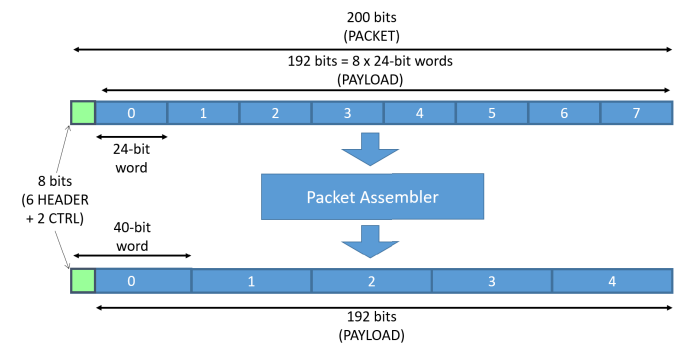 200 bits
(PACKET)
192 bits = 8 x 24-bit words
(PAYLOAD)
0 1 2 3 4 5 6 7
24-bit
word
8 bits
(6 HEADER
+ 2 CTRL)
Packet Assembler
40-bit
word
0 1 2 3 4
192 bits
(PAYLOAD)